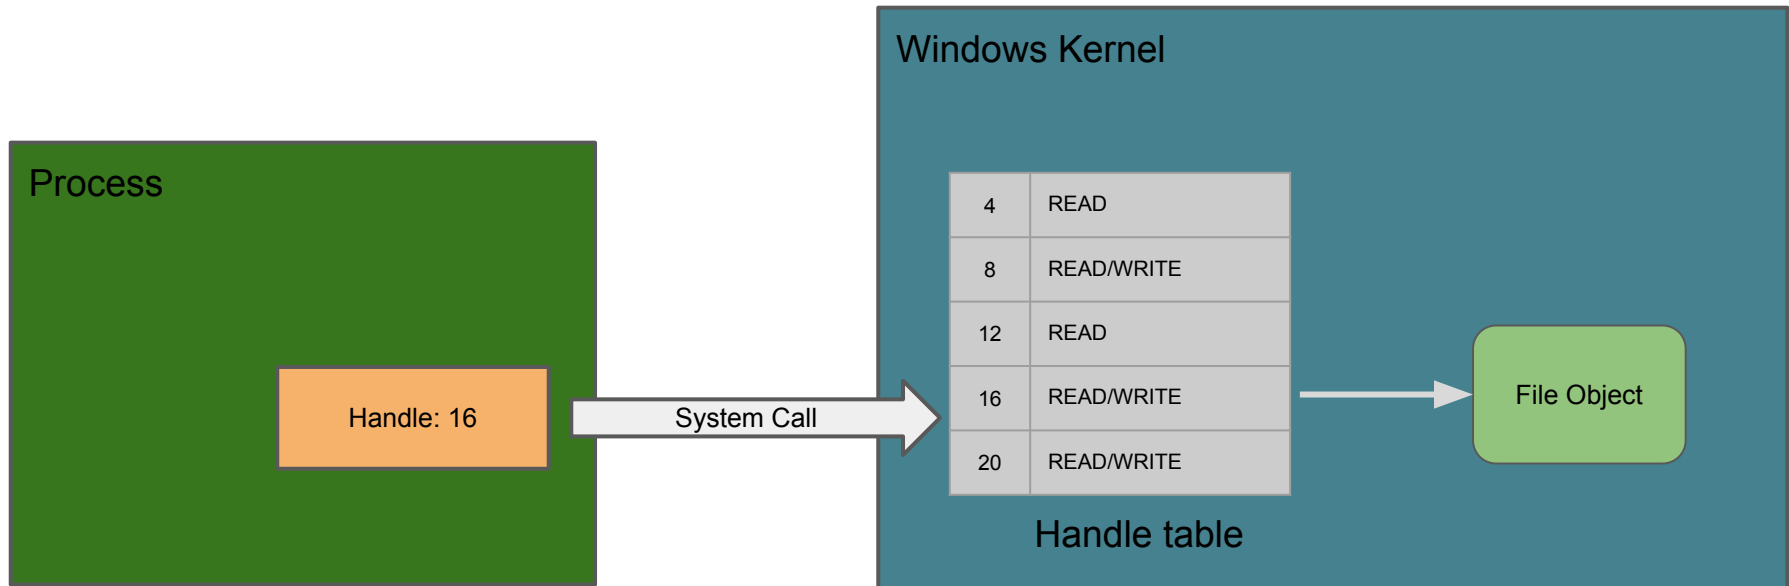 Windows Kernel
Process
4 READ
8 READ/WRITE
12 READ
16 READ/WRITE
20 READ/WRITE
Handle: 16
System Call
File Object
Handle table